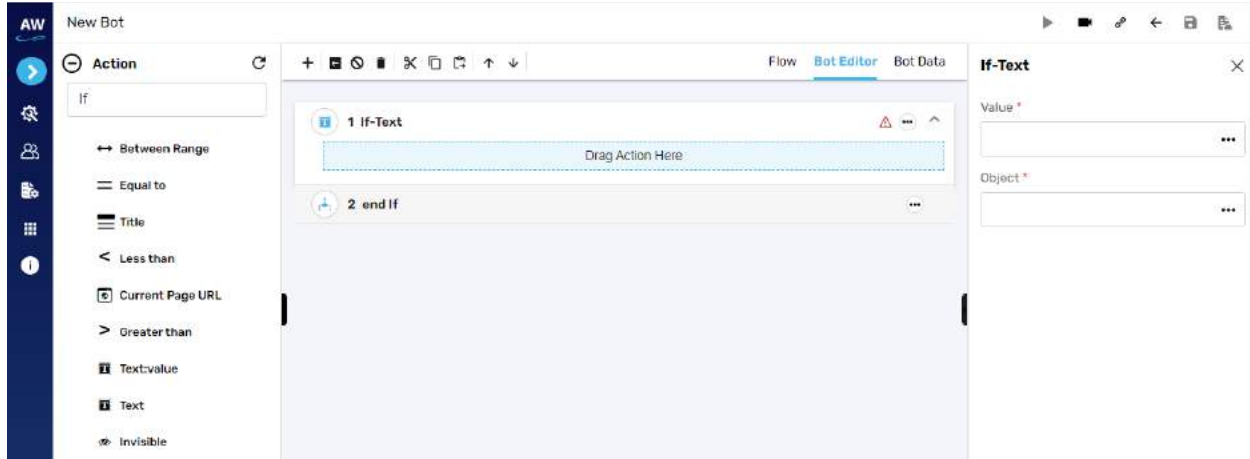 AW
New Bot
Action
If
Between Range
Equal to
Title
Less than
Current Page URL
Greater than
Text:value
Text
Invisible
Flow
Bot Editor
Bot Data
1 If-Text
Drag Action Here
2 end If
If-Text
Value *
Object *